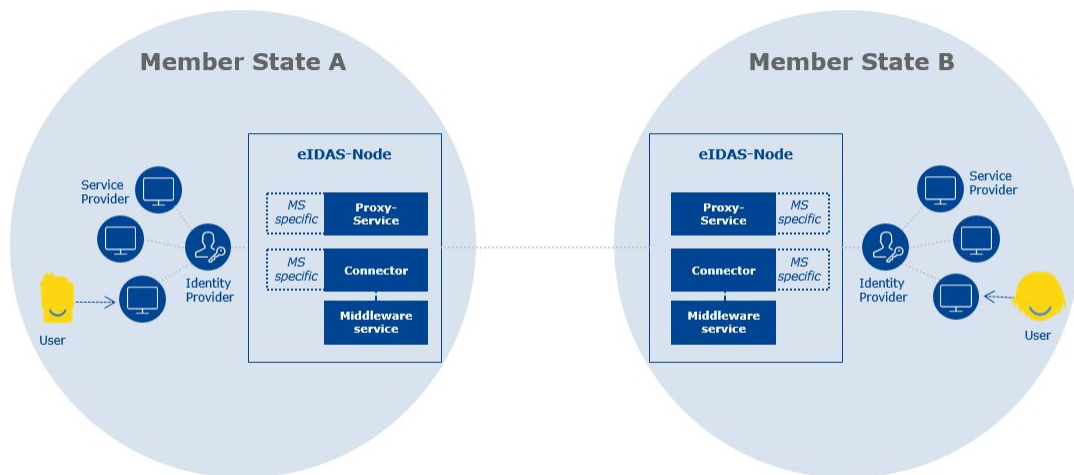 Member State A
eIDAS-Node
Service
Provider
MS
specific
Proxy-
Service
MS
specific
Connector
Identity
Provider
Middleware
service
User
Member State B
eIDAS-Node
Proxy-
Service
MS
specific
Service
Provider
Connector
MS
specific
Identity
Provider
Middleware
service
User